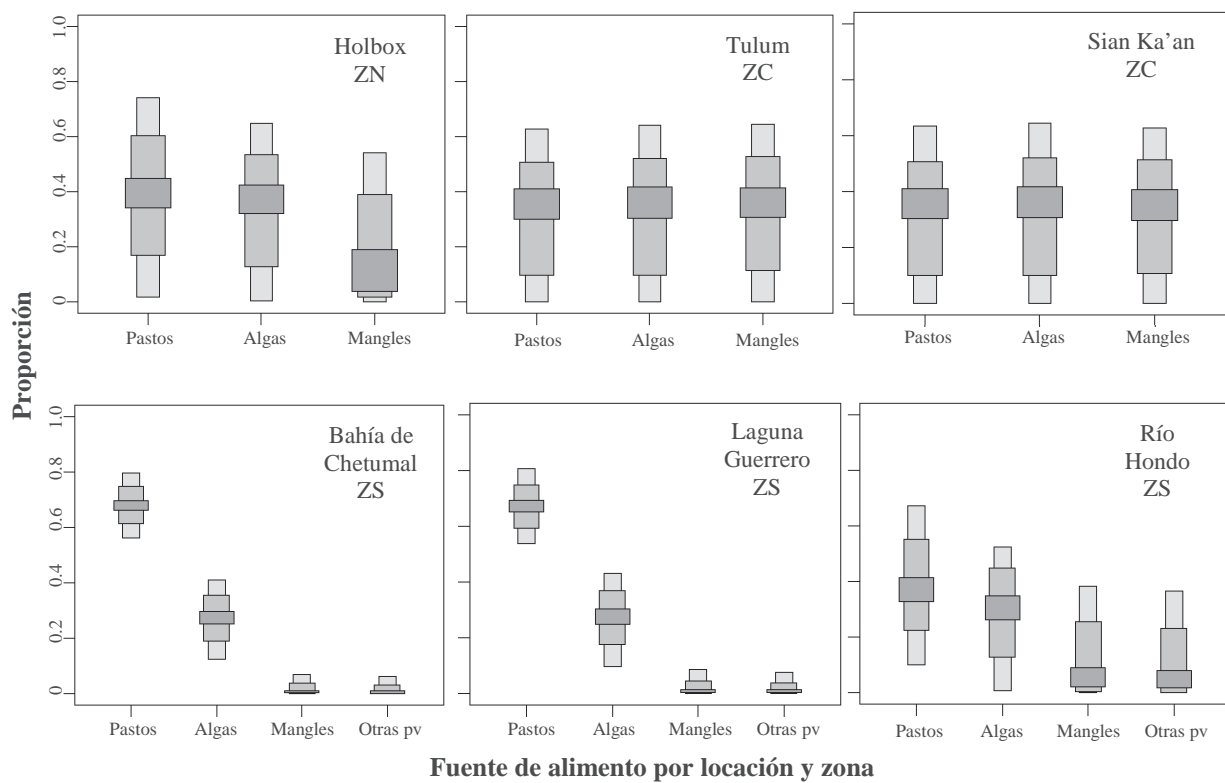 Proporción
1.0
0.8
0.6
0.4
0.2
0
Holbox
ZN
Pastos Algas Mangles
Tulum
ZC
Pastos Algas Mangles
Sian Ka’an
ZC
Pastos Algas Mangles
1.0
0.8
0.6
0.4
0.2
0
Bahía de
Chetumal
ZS
Pastos Algas Mangles Otras pv
Laguna
Guerrero
ZS
Pastos Algas Mangles Otras pv
Río
Hondo
ZS
Pastos Algas Mangles Otras pv
Fuente de alimento por locación y zona